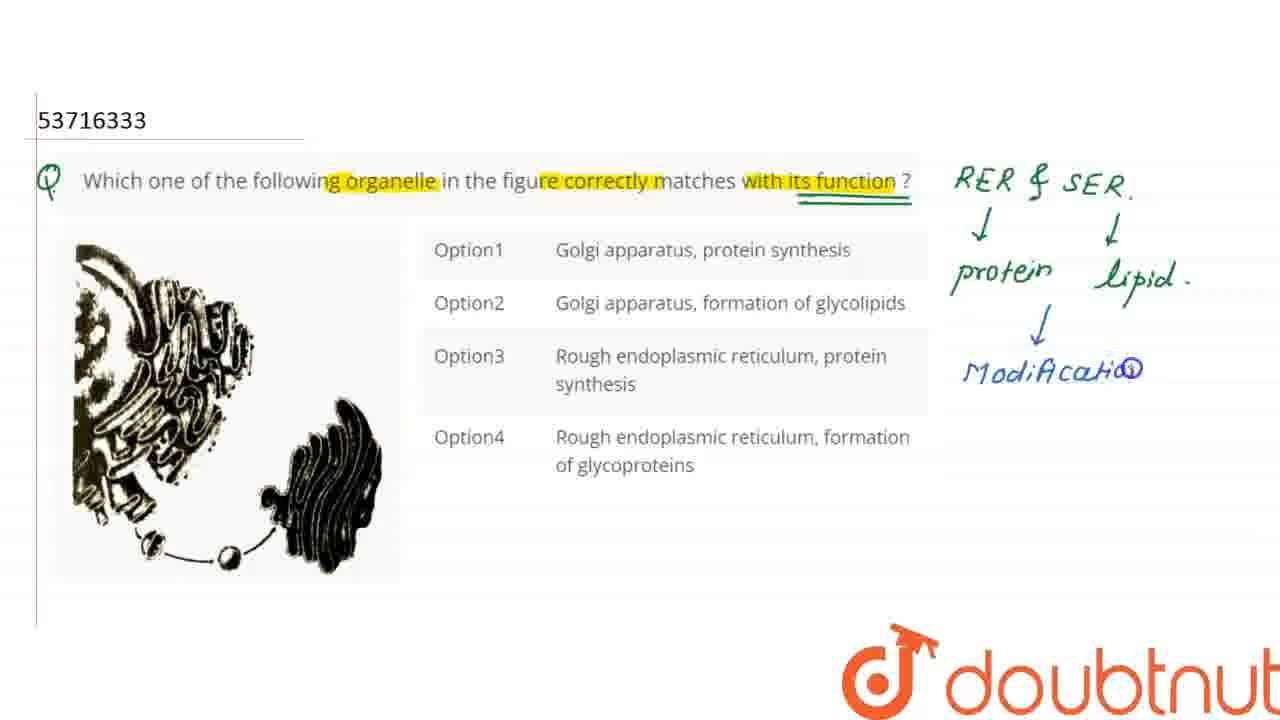 53716333
Q Which one of the following organelle in the figure correctly matches with its function ?
Option1 Golgi apparatus, protein synthesis
Option2 Golgi apparatus, formation of glycolipids
Option3 Rough endoplasmic reticulum, protein
synthesis
Option4 Rough endoplasmic reticulum, formation
of glycoproteins
RER & SER.
protein lipid.
Modificatio
doubtnut